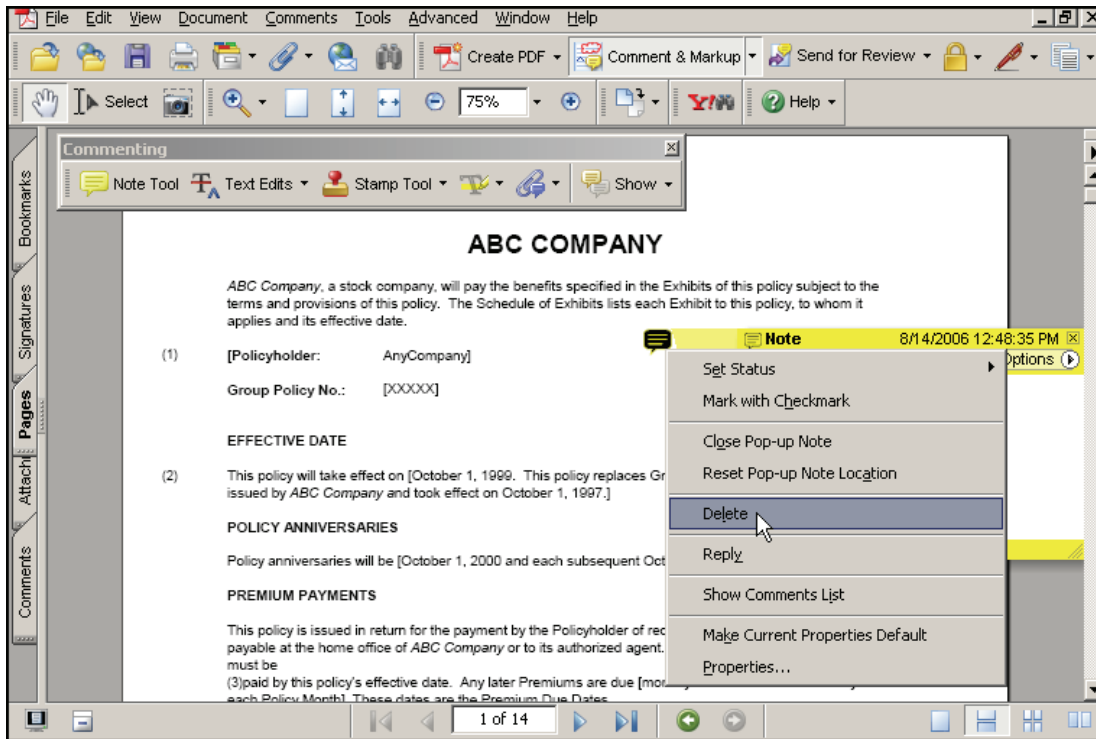 File Edit View Document Comments Tools Advanced Window Help
Create PDF Comment & Markup Send for Review
Select 75% Y! Help
Commenting
Note Tool Text Edits Stamp Tool Show
Bookmarks
Signatures
Pages
Attach
Comments
ABC COMPANY
ABC Company, a stock company, will pay the benefits specified in the Exhibits of this policy subject to the
terms and provisions of this policy. The Schedule of Exhibits lists each Exhibit to this policy, to whom it
applies and its effective date.
(1) [Policyholder: AnyCompany]
Group Policy No.: [XXXXX]
EFFECTIVE DATE
(2) This policy will take effect on [October 1, 1999. This policy replaces Gr
issued by ABC Company and took effect on October 1, 1997.]
POLICY ANNIVERSARIES
Policy anniversaries will be [October 1, 2000 and each subsequent Oct
PREMIUM PAYMENTS
This policy is issued in return for the payment by the Policyholder of req
payable at the home office of ABC Company or to its authorized agent.
must be
(3)paid by this policy's effective date. Any later Premiums are due [mon
each Policy Month]. These dates are the Premium Due Dates
Note 8/14/2006 12:48:35 PM
Options
Set Status
Mark with Checkmark
Close Pop-up Note
Reset Pop-up Note Location
Delete
Reply
Show Comments List
Make Current Properties Default
Properties...
1 of 14